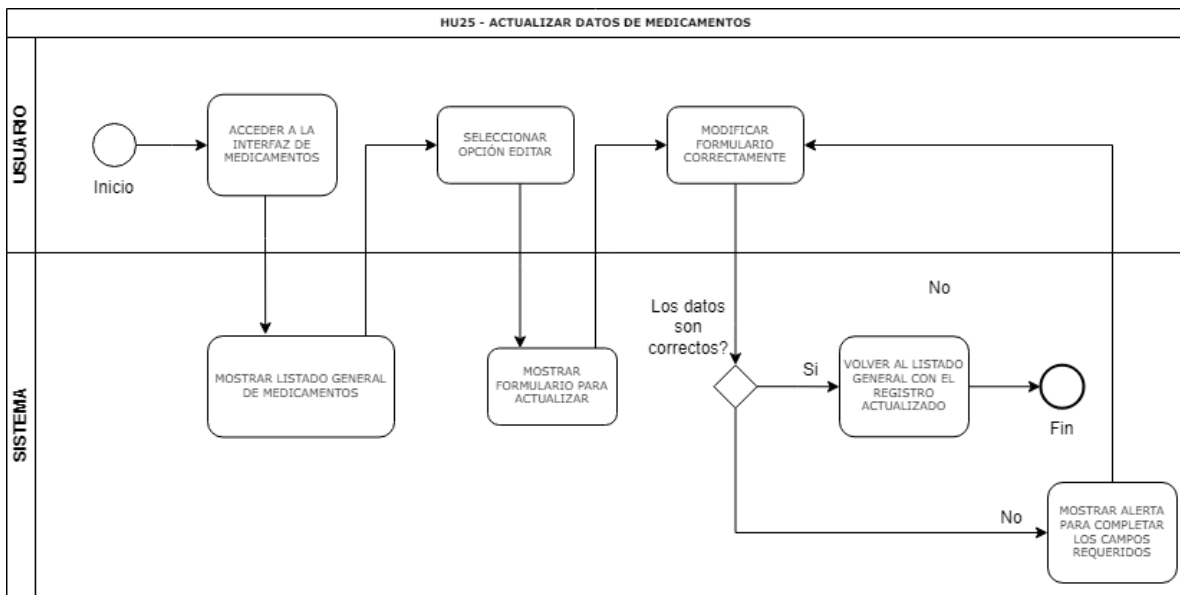 HU25 - ACTUALIZAR DATOS DE MEDICAMENTOS
USUARIO
Inicio
ACCEDER A LA
INTERFAZ DE
MEDICAMENTOS
SELECCIONAR
OPCIÓN EDITAR
MODIFICAR
FORMULARIO
CORRECTAMENTE
SISTEMA
MOSTRAR LISTADO GENERAL
DE MEDICAMENTOS
MOSTRAR
FORMULARIO PARA
ACTUALIZAR
Los datos
son
correctos?
Si
No
VOLVER AL LISTADO
GENERAL CON EL
REGISTRO
ACTUALIZADO
Fin
No
MOSTRAR ALERTA
PARA COMPLETAR
LOS CAMPOS
REQUERIDOS